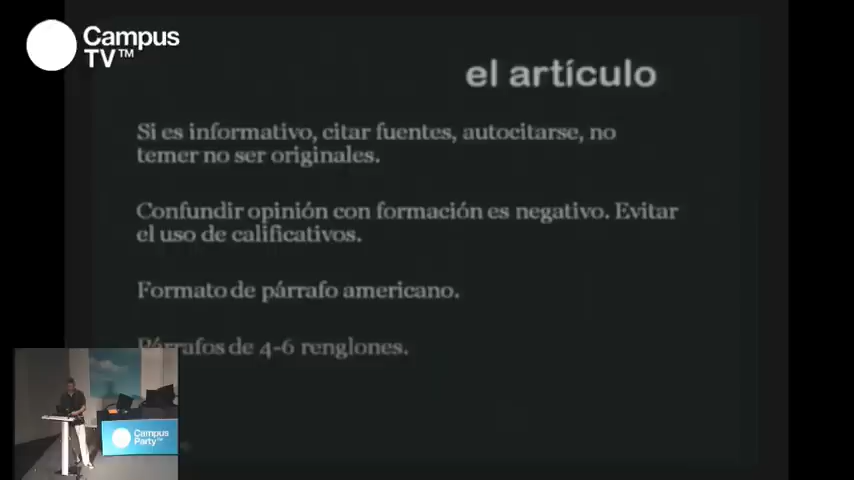 Campus
TV™
el artículo
Si es informativo, citar fuentes, autocitarse, no
temer no ser originales.
Confundir opinión con formación es negativo. Evitar
el uso de calificativos.
Formato de párrafo americano.
Párrafos de 4-6 renglones.
Campus
Party™